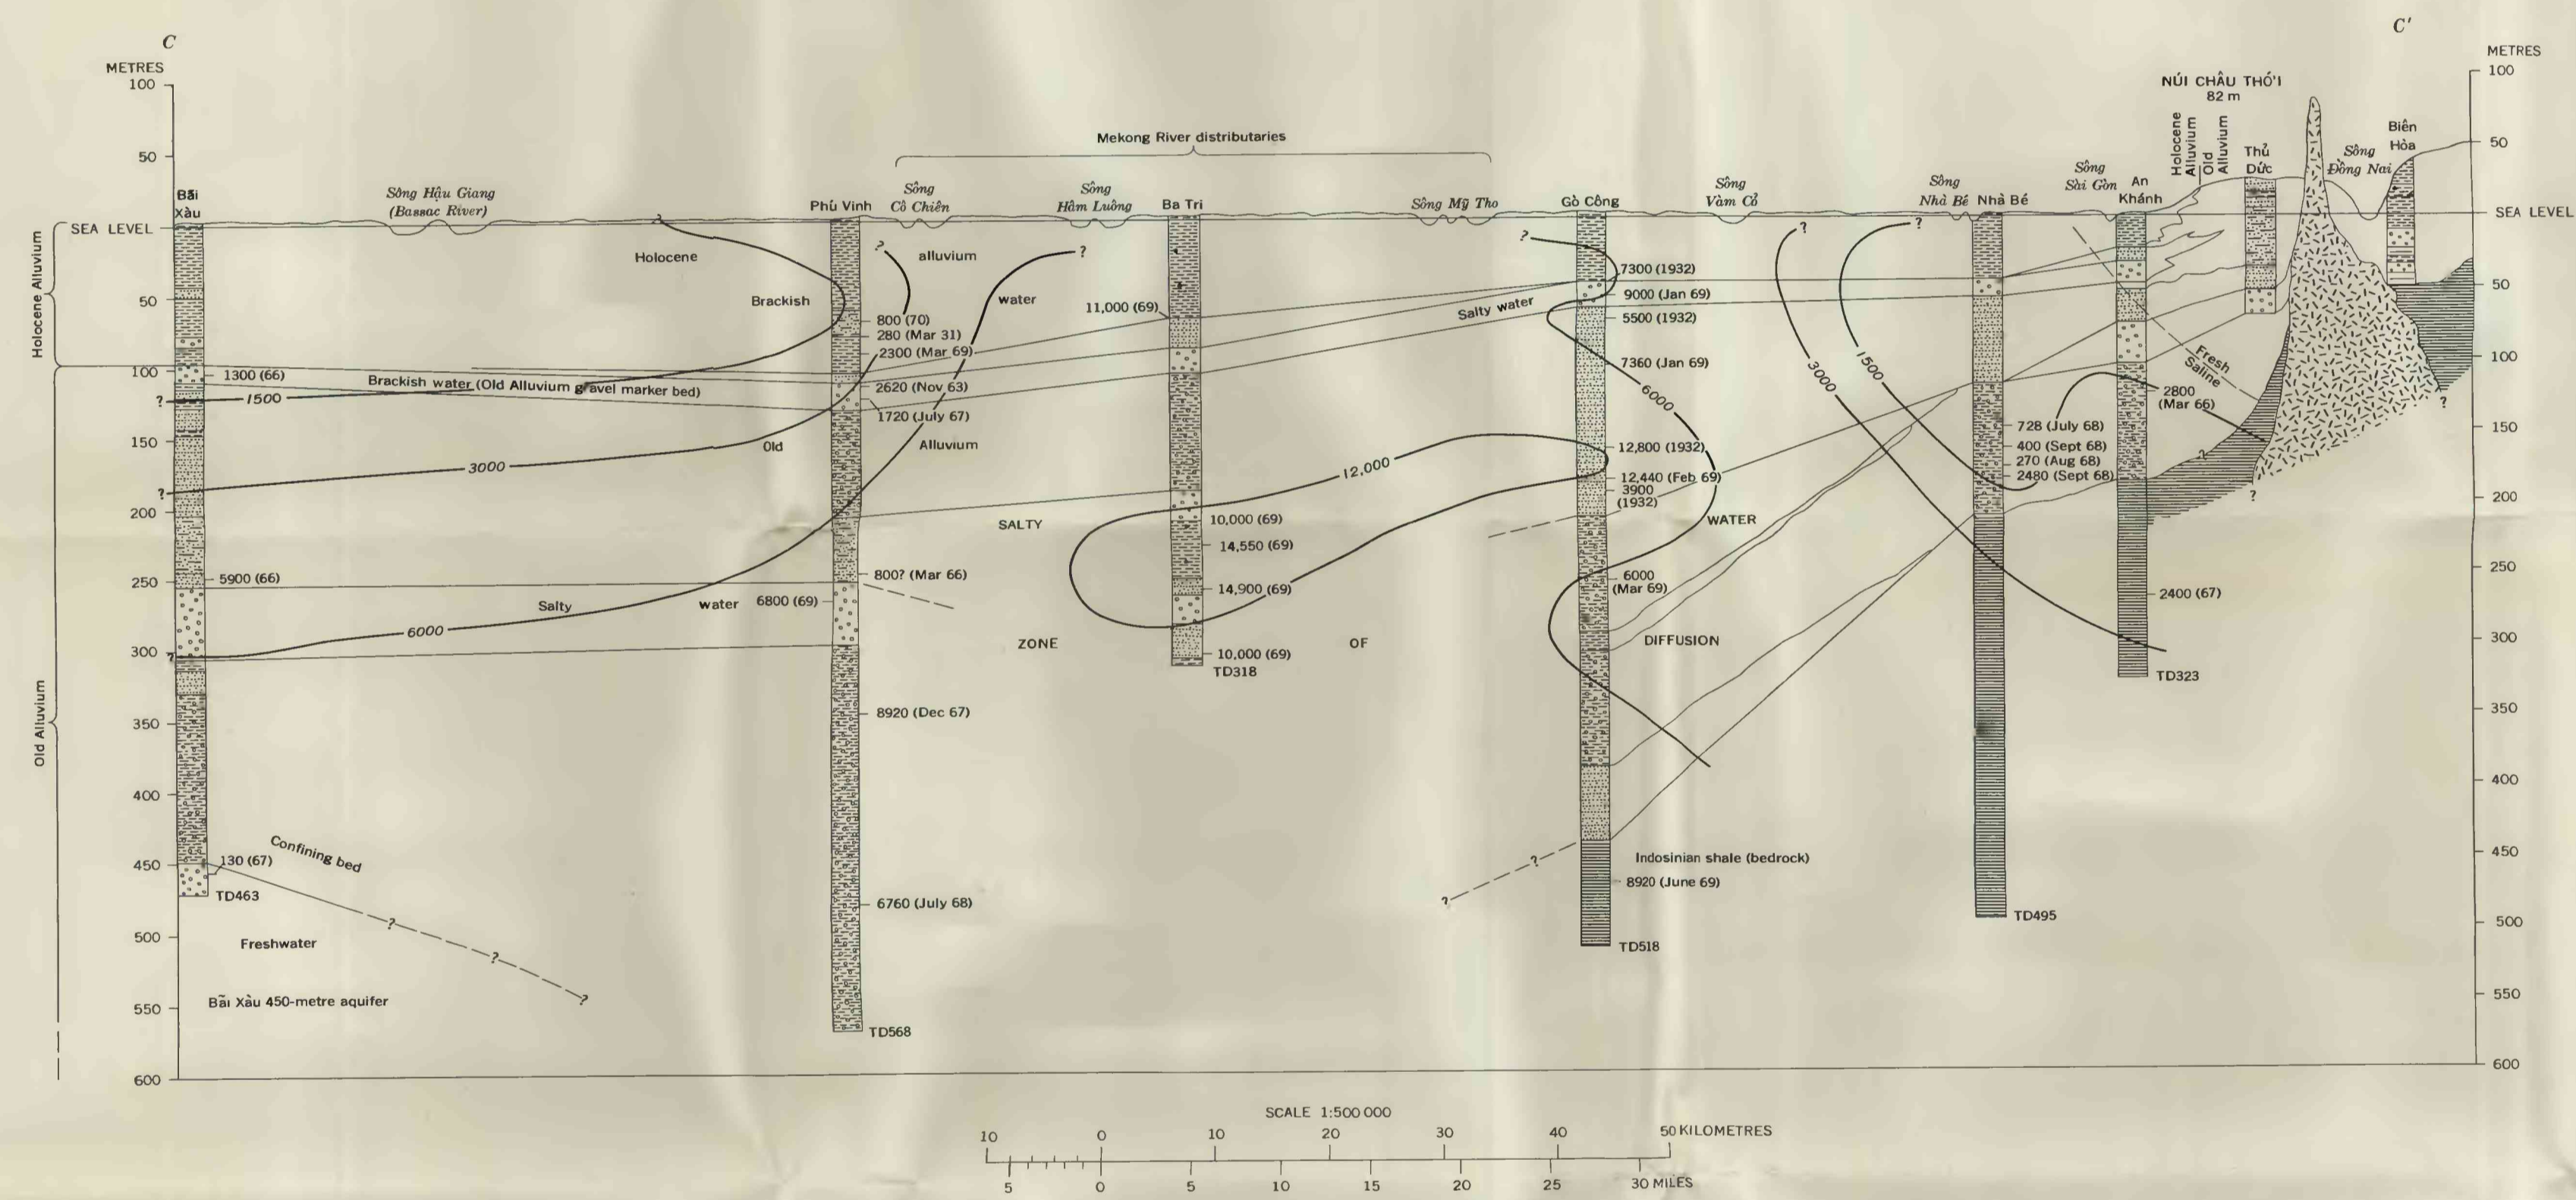 C
C'
METRES
100
50
SEA LEVEL
50
100
150
200
250
300
350
400
450
500
550
600
Holocene Alluvium
Old Alluvium
Bãi
Xàu
1300 (66)
?
1500
?
3000
5900 (66)
?
6000
130 (67)
TD463
Confining bed
?
?
?
Freshwater
Bãi Xàu 450-metre aquifer
Sông Hậu Giang
(Bassac River)
?
Holocene
Brackish
Brackish water (Old Alluvium gravel marker bed)
Old
Salty
water
Phú Vinh
?
800 (70)
280 (Mar 31)
2300 (Mar 69)
2620 (Nov 63)
1720 (July 67)
800? (Mar 66)
6800 (69)
8920 (Dec 67)
6760 (July 68)
TD568
Mekong River distributaries
Sông
Cô Chiên
alluvium
water
?
Alluvium
SALTY
ZONE
Sông
Hâm Luông
Ba Tri
11,000 (69)
10,000 (69)
14,550 (69)
14,900 (69)
10,000 (69)
TD318
Sông Mỹ Tho
Salty water
12,000
OF
?
?
Gò Công
?
7300 (1932)
9000 (Jan 69)
5500 (1932)
7360 (Jan 69)
6000
12,800 (1932)
12,440 (Feb 69)
3900
(1932)
WATER
6000
(Mar 69)
DIFFUSION
Indosinian shale (bedrock)
8920 (June 69)
TD518
Sông
Vàm Cỏ
?
3000
?
1500
Sông
Nhà Bé
Nhà Bé
728 (July 68)
400 (Sept 68)
270 (Aug 68)
2480 (Sept 68)
TD495
Sông
Sài Gòn
An
Khánh
2800
(Mar 66)
2400 (67)
TD323
Fresh
Saline
?
?
?
NÚI CHÂU THỚI
82 m
Holocene
Alluvium
Old
Alluvium
Thủ
Dức
Sông
Đồng Nai
Biên
Hòa
METRES
100
50
SEA LEVEL
50
100
150
200
250
300
350
400
450
500
550
600
SCALE 1:500 000
10 0 10 20 30 40 50 KILOMETRES
5 0 5 10 15 20 25 30 MILES